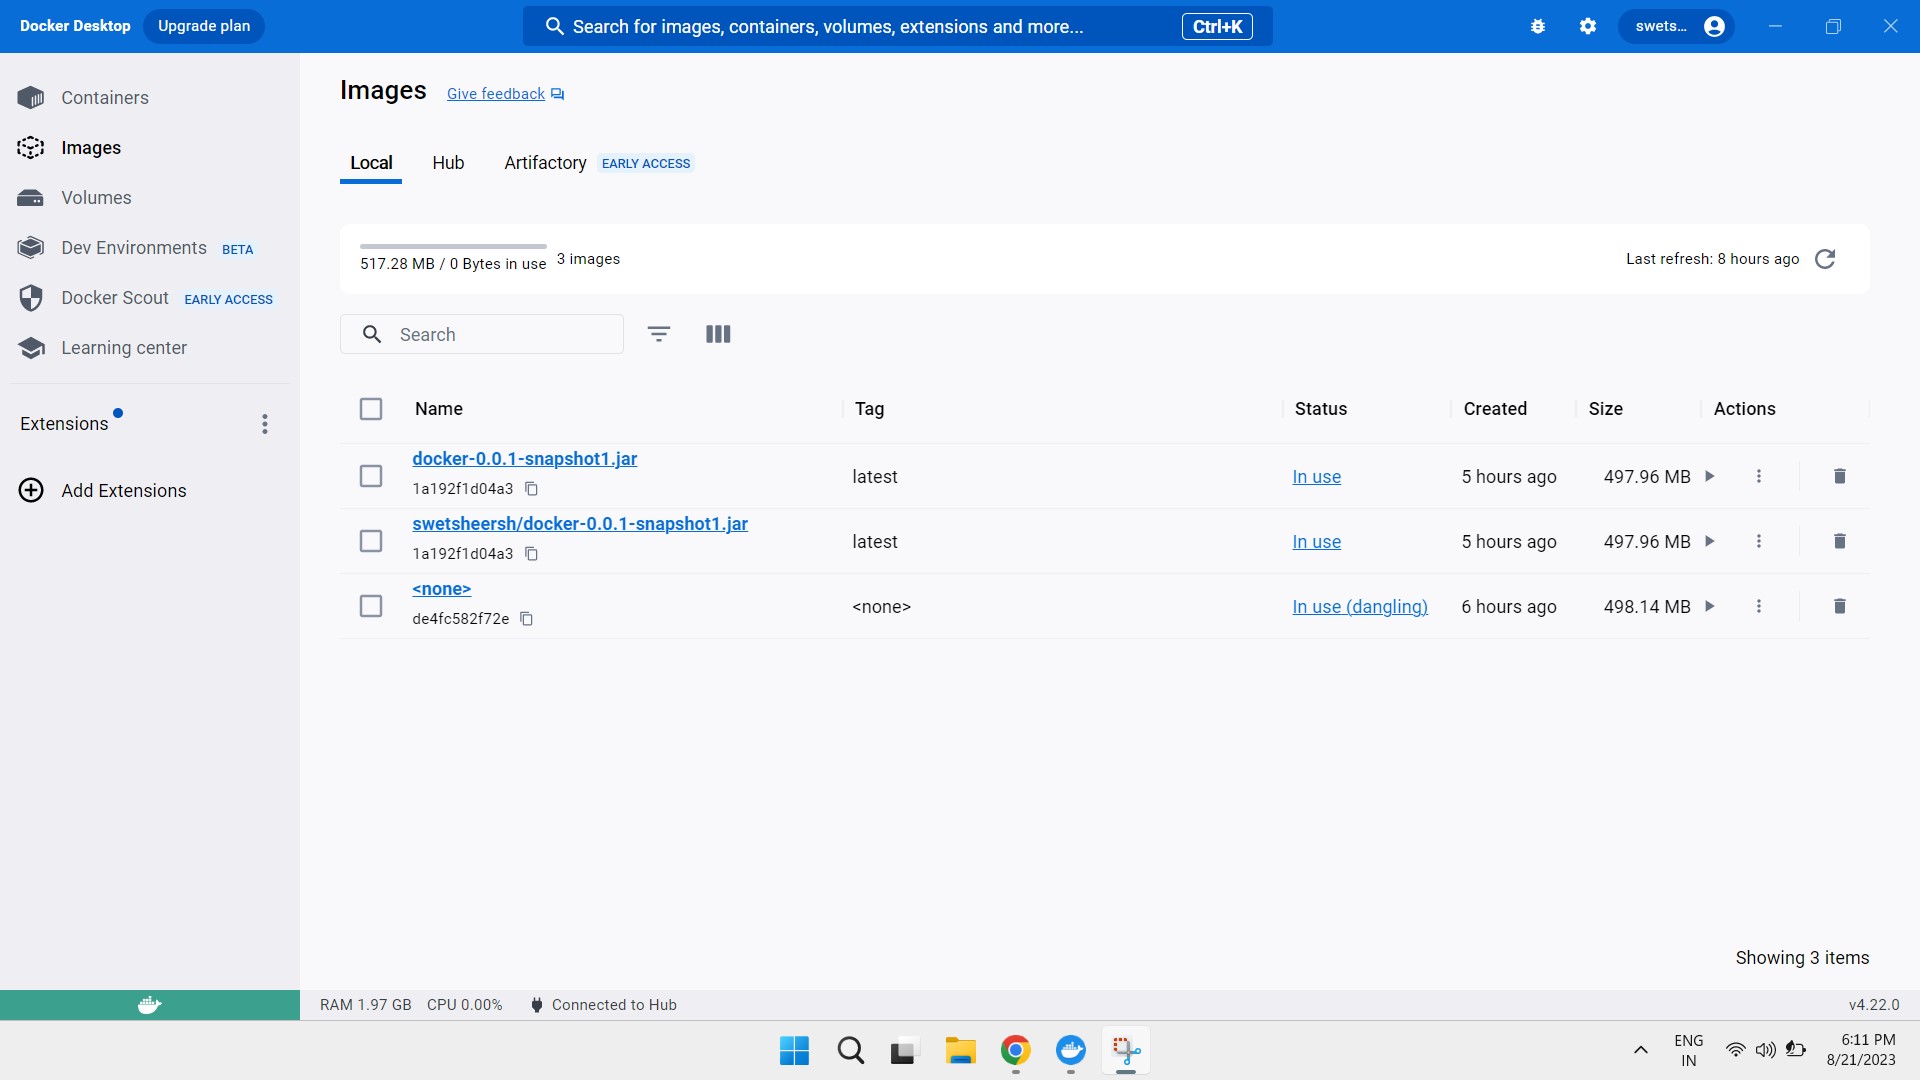 Docker Desktop Upgrade plan Search for images, containers, volumes, extensions and more... Ctrl+K swets...
Containers
Images
Volumes
Dev Environments BETA
Docker Scout EARLY ACCESS
Learning center
Extensions
Add Extensions
Images Give feedback
Local Hub Artifactory EARLY ACCESS
517.28 MB / 0 Bytes in use 3 images Last refresh: 8 hours ago
Search
Name Tag Status Created Size Actions
docker-0.0.1-snapshot1.jar
1a192f1d04a3 latest In use 5 hours ago 497.96 MB
swetsheersh/docker-0.0.1-snapshot1.jar
1a192f1d04a3 latest In use 5 hours ago 497.96 MB
<none>
de4fc582f72e <none> In use (dangling) 6 hours ago 498.14 MB
Showing 3 items
RAM 1.97 GB CPU 0.00% Connected to Hub v4.22.0
ENG
IN
6:11 PM
8/21/2023